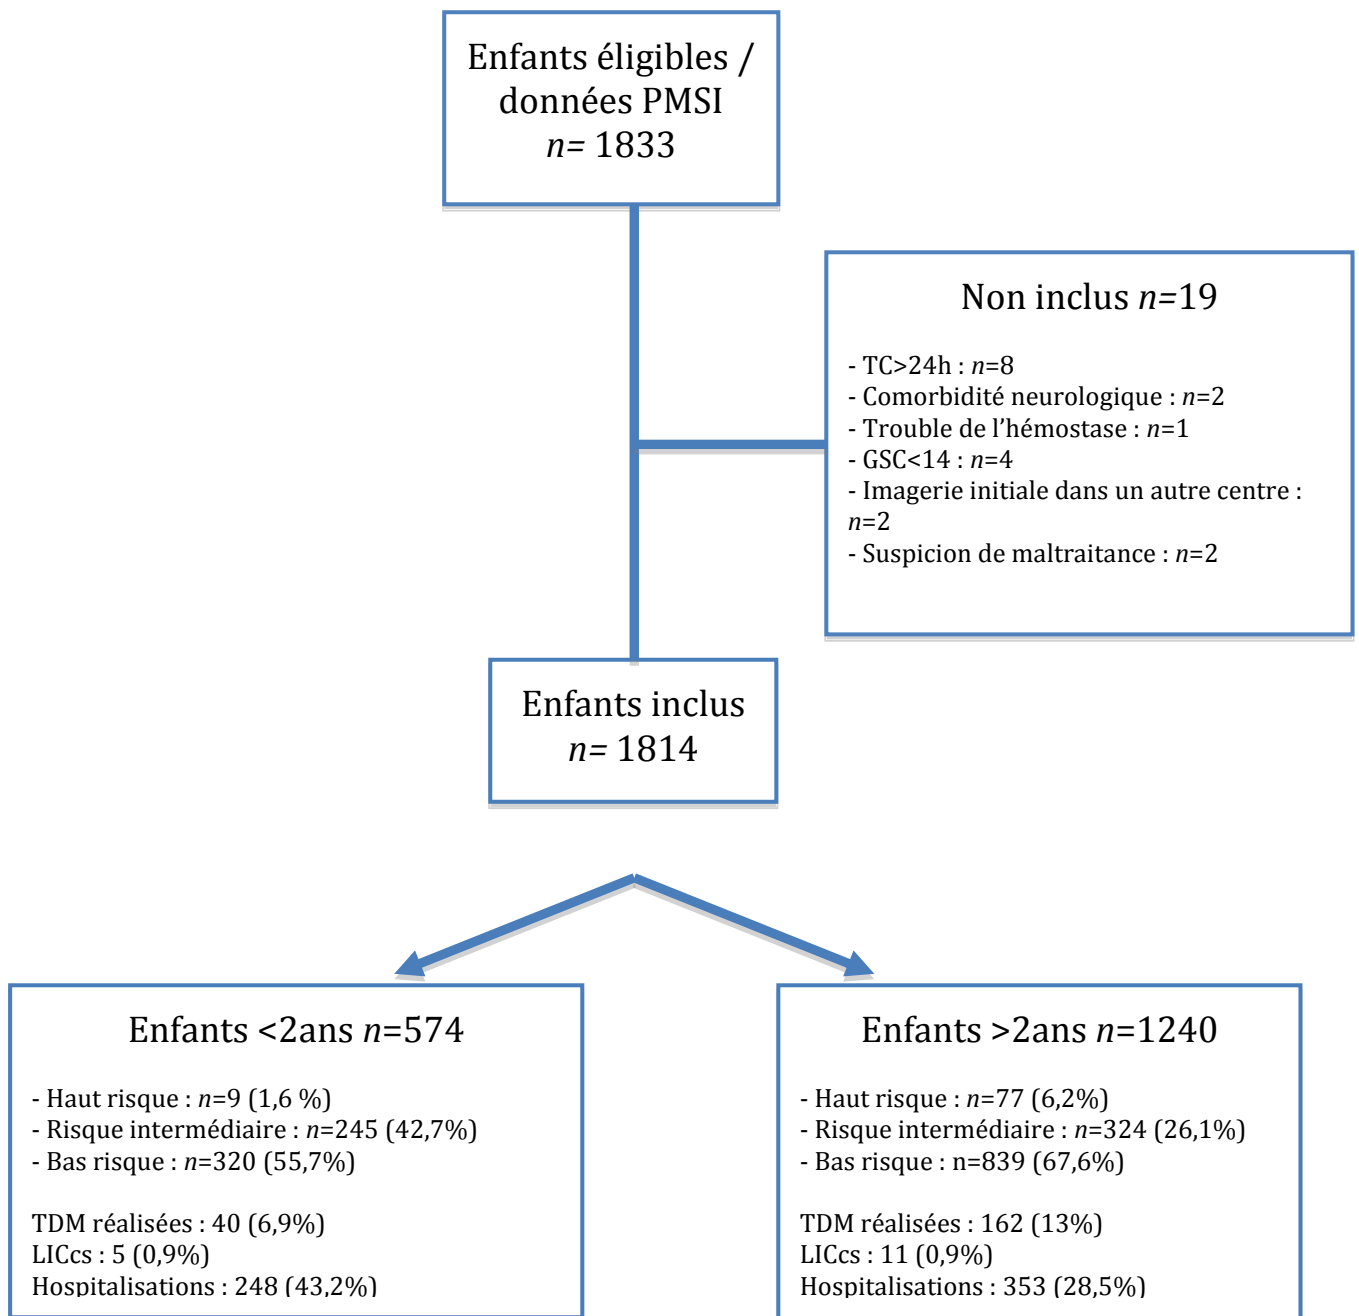 Enfants éligibles /
données PMSI
n= 1833
Non inclus n=19
- TC>24h : n=8
- Comorbidité neurologique : n=2
- Trouble de l’hémostase : n=1
- GSC<14 : n=4
- Imagerie initiale dans un autre centre :
n=2
- Suspicion de maltraitance : n=2
Enfants inclus
n= 1814
Enfants <2ans n=574
- Haut risque : n=9 (1,6 %)
- Risque intermédiaire : n=245 (42,7%)
- Bas risque : n=320 (55,7%)
TDM réalisées : 40 (6,9%)
LICcs : 5 (0,9%)
Hospitalisations : 248 (43,2%)
Enfants >2ans n=1240
- Haut risque : n=77 (6,2%)
- Risque intermédiaire : n=324 (26,1%)
- Bas risque : n=839 (67,6%)
TDM réalisées : 162 (13%)
LICcs : 11 (0,9%)
Hospitalisations : 353 (28,5%)